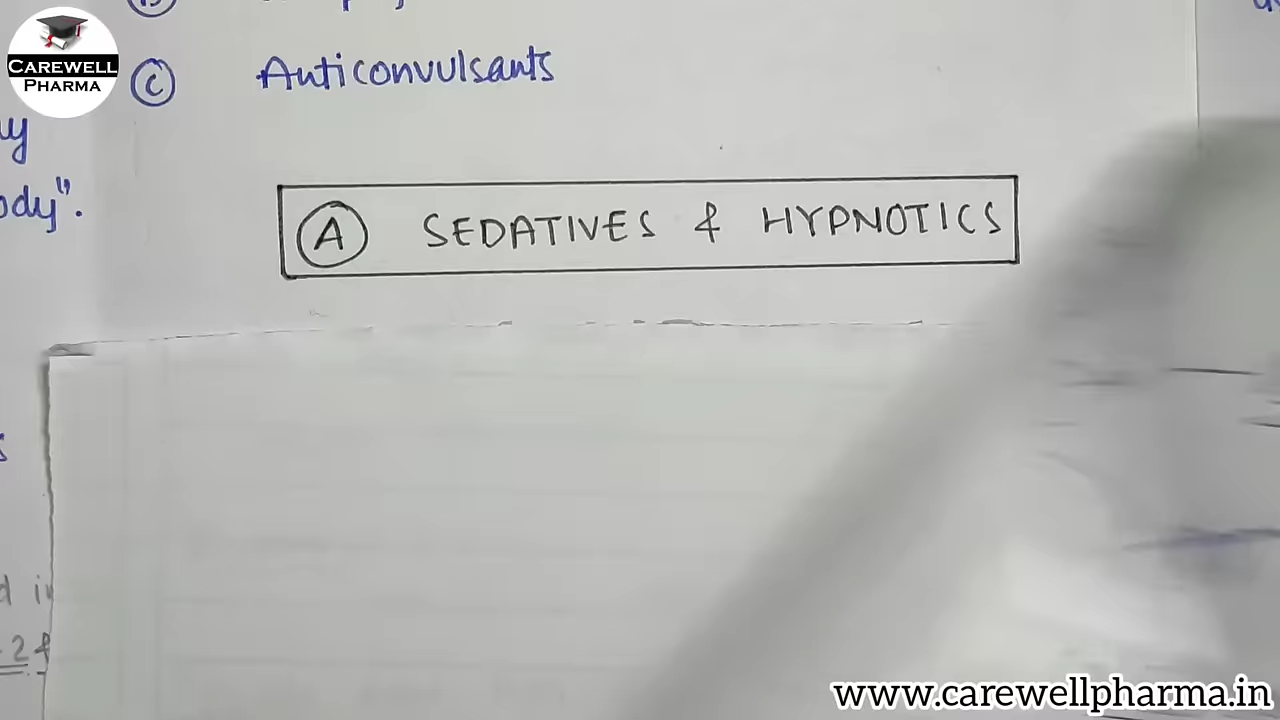 CAREWELL
PHARMA
C Anticonvulsants
ody".
A SEDATIVES & HYPNOTICS
www.carewellpharma.in